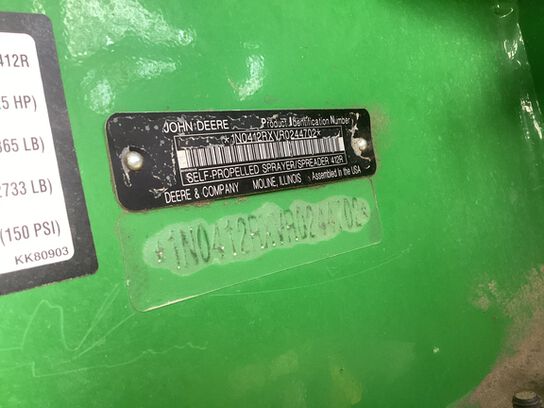 412R
5 HP)
365 LB)
2733 LB)
(150 PSI)
KK80903
JOHN DEERE Product Identification Number
*1N0412RXVR0244702*
SELF-PROPELLED SPRAYER/SPREADER 412R
DEERE & COMPANY MOLINE, ILLINOIS Assembled in the USA
*1N0412RXVR0244702*